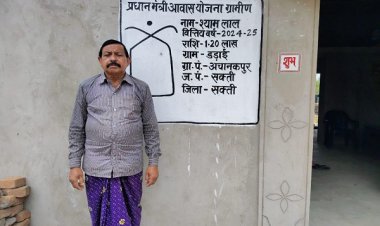 प्रधानमंत्री आवास योजना ग्रामीण
नाम-श्याम लाल
वित्तिय वर्ष-2024-25
राशि-1.20 लास
ग्राम - डड़ाई
ग्रा.पं.-अचानकपुर
ज.पं.- सक्ती
जिला - सक्ती
शुभ